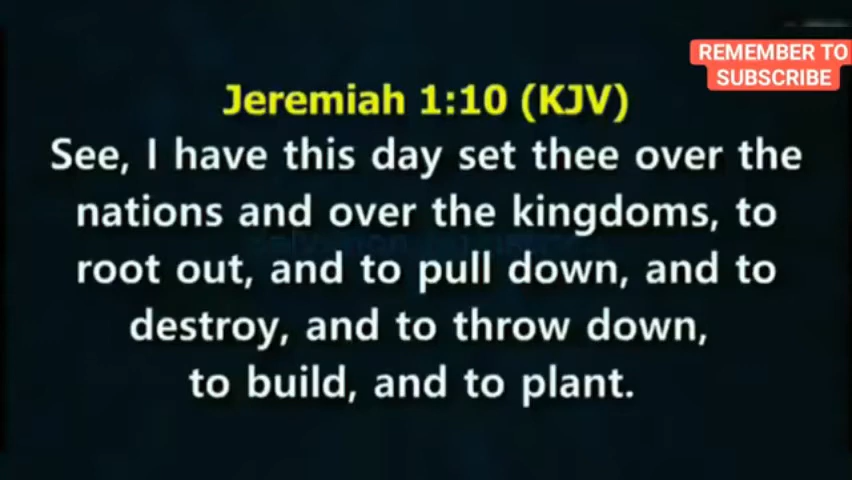 REMEMBER TO
SUBSCRIBE
Jeremiah 1:10 (KJV)
See, I have this day set thee over the
nations and over the kingdoms, to
root out, and to pull down, and to
destroy, and to throw down,
to build, and to plant.